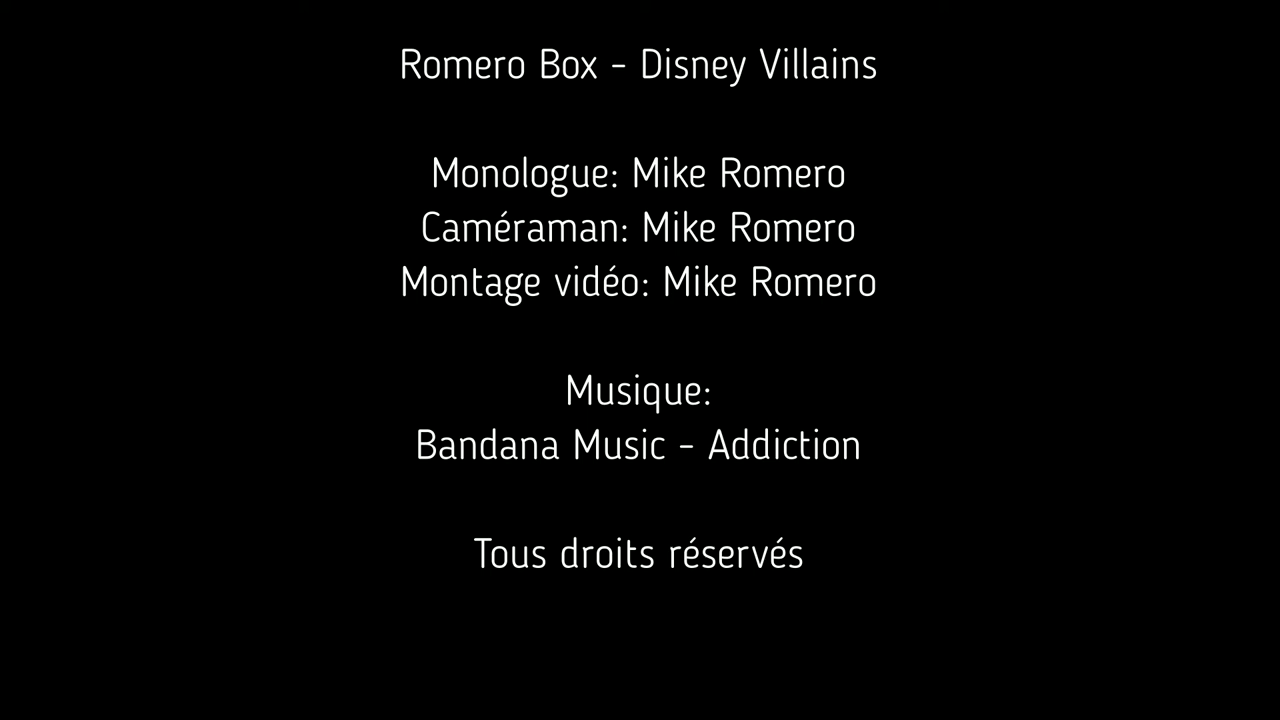 Romero Box - Disney Villains
Monologue: Mike Romero
Caméraman: Mike Romero
Montage vidéo: Mike Romero
Musique:
Bandana Music - Addiction
Tous droits réservés